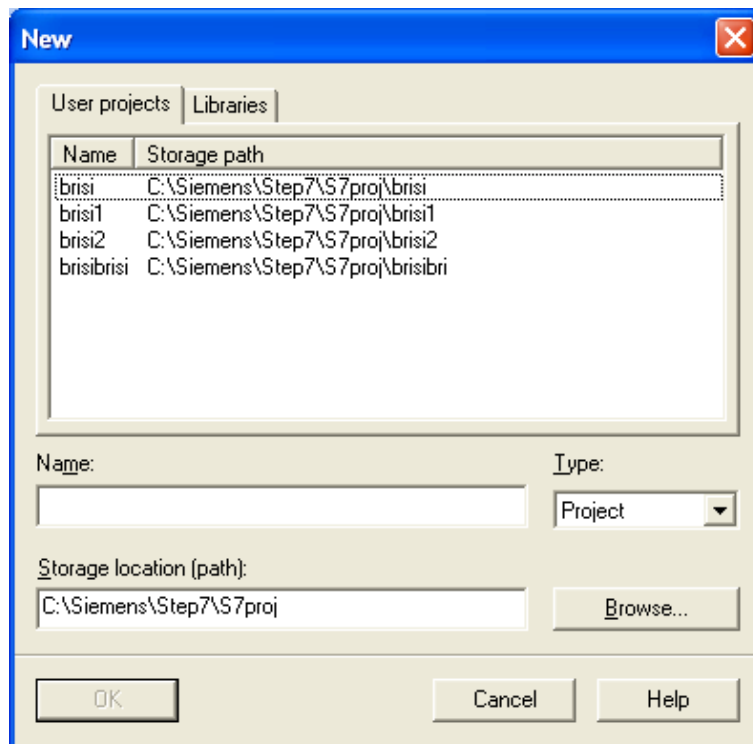 New
User projects Libraries
Name Storage path
brisi C:\Siemens\Step7\S7proj\brisi
brisi1 C:\Siemens\Step7\S7proj\brisi1
brisi2 C:\Siemens\Step7\S7proj\brisi2
brisibrisi C:\Siemens\Step7\S7proj\brisibri
Name: Type:
Project
Storage location (path):
C:\Siemens\Step7\S7proj Browse...
OK Cancel Help